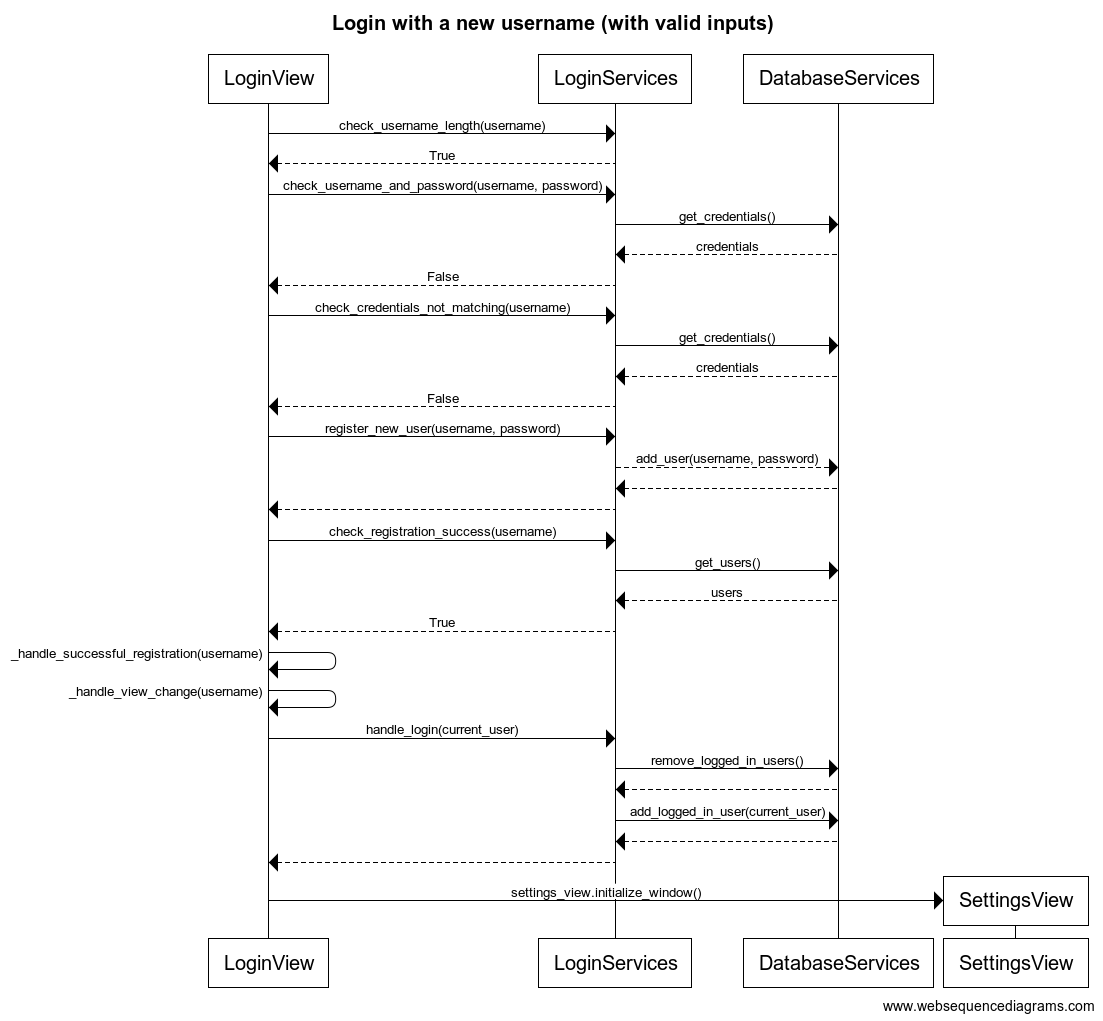 Login with a new username (with valid inputs)
LoginView
LoginServices
DatabaseServices
check_username_length(username)
True
check_username_and_password(username, password)
get_credentials()
credentials
False
check_credentials_not_matching(username)
get_credentials()
credentials
False
register_new_user(username, password)
add_user(username, password)
check_registration_success(username)
get_users()
users
True
_handle_successful_registration(username)
_handle_view_change(username)
handle_login(current_user)
remove_logged_in_users()
add_logged_in_user(current_user)
settings_view.initialize_window()
SettingsView
LoginView
LoginServices
DatabaseServices
SettingsView
www.websequencediagrams.com